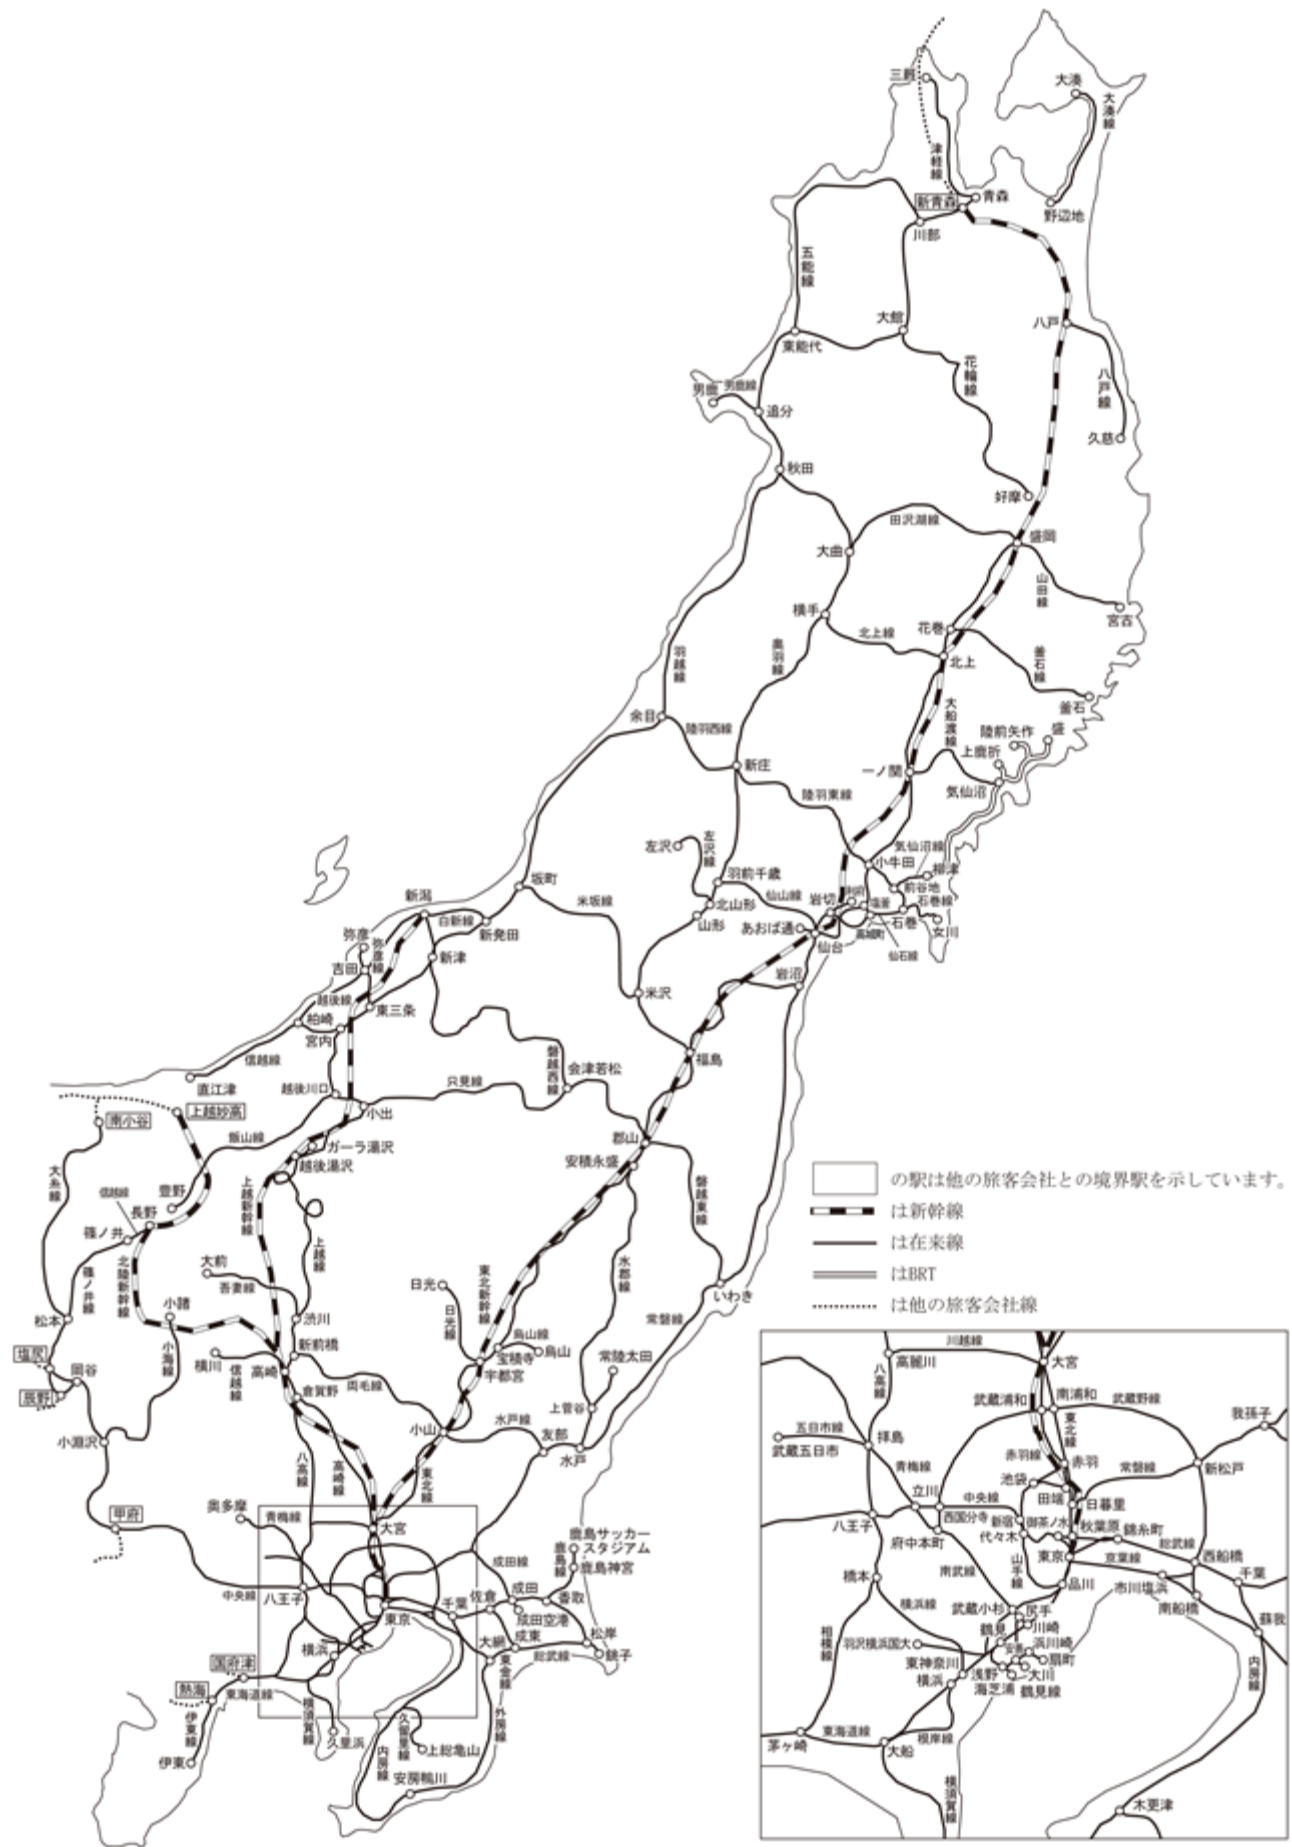 三厩
大湊
大湊線
津軽線
新青森
青森
野辺地
川部
五能線
大館
東能代
八戸
花輪線
八戸線
男鹿
男鹿線
追分
久慈
秋田
好摩
田沢湖線
盛岡
大曲
山田線
横手
花巻
宮古
北上線
北上
釜石線
奥羽線
羽越線
釜石
大船渡線
余目
陸羽西線
陸前矢作
盛
上鹿折
新庄
一ノ関
気仙沼
陸羽東線
左沢
左沢線
気仙沼線
小牛田
柳津
羽前千歳
前谷地
坂町
仙山線
利府
石巻線
米坂線
北山形
岩切
塩釜
新潟
白新線
山形
あおば通
石巻
女川
弥彦
弥彦線
新発田
仙台
高城町
仙石線
吉田
新津
岩沼
越後線
米沢
柏崎
東三条
宮内
信越線
磐越西線
会津若松
福島
直江津
越後川口
只見線
上越妙高
小出
南小谷
飯山線
郡山
ガーラ湯沢
越後湯沢
安積永盛
大糸線
信越線
豊野
上越新幹線
磐越東線
長野
篠ノ井
上越線
水郡線
大前
吾妻線
東北新幹線
北陸新幹線
日光
篠ノ井線
小諸
いわき
松本
渋川
日光線
烏山線
常磐線
小海線
新前橋
宝積寺
烏山
塩尻
横川
信越線
高崎
宇都宮
常陸太田
岡谷
両毛線
辰野
倉賀野
上菅谷
小山
水戸線
友部
小淵沢
水戸
八高線
高崎線
東北線
奥多摩
青梅線
甲府
大宮
鹿島サッカー
スタジアム
鹿島線
鹿島神宮
成田線
中央線
八王子
佐倉
成田
香取
千葉
東京
成田空港
松岸
横浜
成東
大網
銚子
総武線
国府津
東金線
熱海
東海道線
横須賀線
外房線
伊東線
久里浜
久留里線
上総亀山
内房線
伊東
安房鴨川
の駅は他の旅客会社との境界駅を示しています。
は新幹線
は在来線
はBRT
は他の旅客会社線
川越線
高麗川
大宮
八高線
武蔵浦和
南浦和
武蔵野線
五日市線
東北線
我孫子
武蔵五日市
拝島
赤羽線
赤羽
青梅線
池袋
常磐線
新松戸
立川
中央線
田端
日暮里
西国分寺
新宿
御茶ノ水
八王子
代々木
秋葉原
錦糸町
府中本町
総武線
山手線
東京
京葉線
西船橋
南武線
千葉
橋本
品川
市川塩浜
横浜線
武蔵小杉
尻手
南船橋
蘇我
鶴見
川崎
相模線
羽沢横浜国大
安善
浜川崎
内房線
東神奈川
扇町
浅野
大川
横浜
海芝浦
鶴見線
東海道線
根岸線
茅ヶ崎
大船
横須賀線
木更津